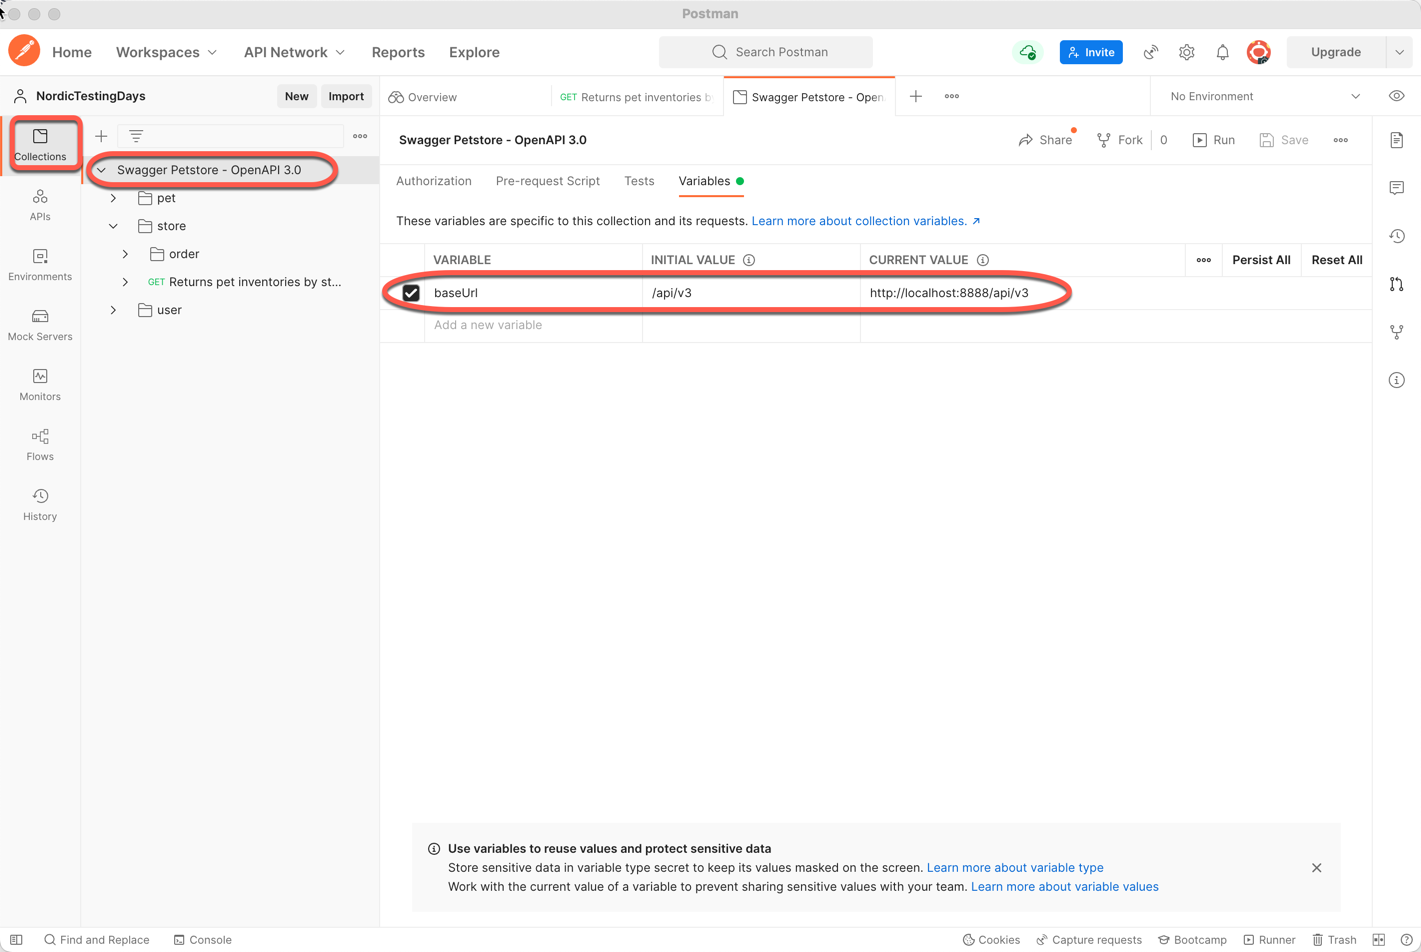 Postman
Home Workspaces API Network Reports Explore Search Postman Invite Upgrade
NordicTestingDays New Import
Overview GET Returns pet inventories b Swagger Petstore - Open No Environment
Collections
APIs
Environments
Mock Servers
Monitors
Flows
History
Swagger Petstore - OpenAPI 3.0
pet
store
order
GET Returns pet inventories by st...
user
Swagger Petstore - OpenAPI 3.0 Share Fork 0 Run Save
Authorization Pre-request Script Tests Variables
These variables are specific to this collection and its requests. Learn more about collection variables.
VARIABLE INITIAL VALUE CURRENT VALUE Persist All Reset All
baseUrl /api/v3 http://localhost:8888/api/v3
Add a new variable
Use variables to reuse values and protect sensitive data
Store sensitive data in variable type secret to keep its values masked on the screen. Learn more about variable type
Work with the current value of a variable to prevent sharing sensitive values with your team. Learn more about variable values
Find and Replace Console Cookies Capture requests Bootcamp Runner Trash